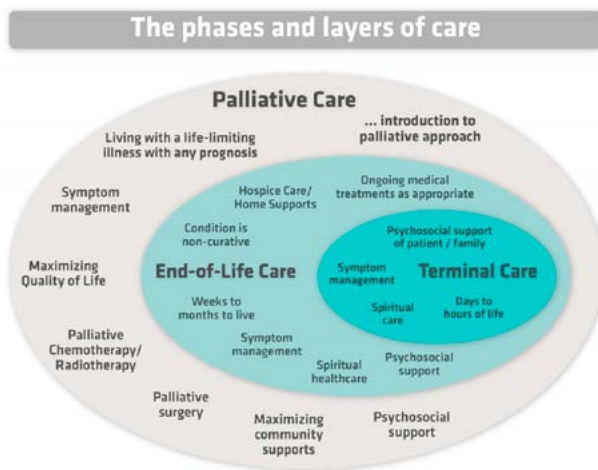 The phases and layers of care
Palliative Care
... introduction to
palliative approach
Living with a life-limiting
illness with any prognosis
Symptom
management
Hospice Care/
Home Supports
Ongoing medical
treatments as appropriate
Condition is
non-curative
Psychosocial support
of patient / family
Maximizing
Quality of Life
End-of-Life Care
Symptom
management
Terminal Care
Weeks to
months to live
Spiritual
care
Days to
hours of life
Palliative
Chemotherapy/
Radiotherapy
Symptom
management
Spiritual
healthcare
Psychosocial
support
Palliative
surgery
Maximizing
community
supports
Psychosocial
support